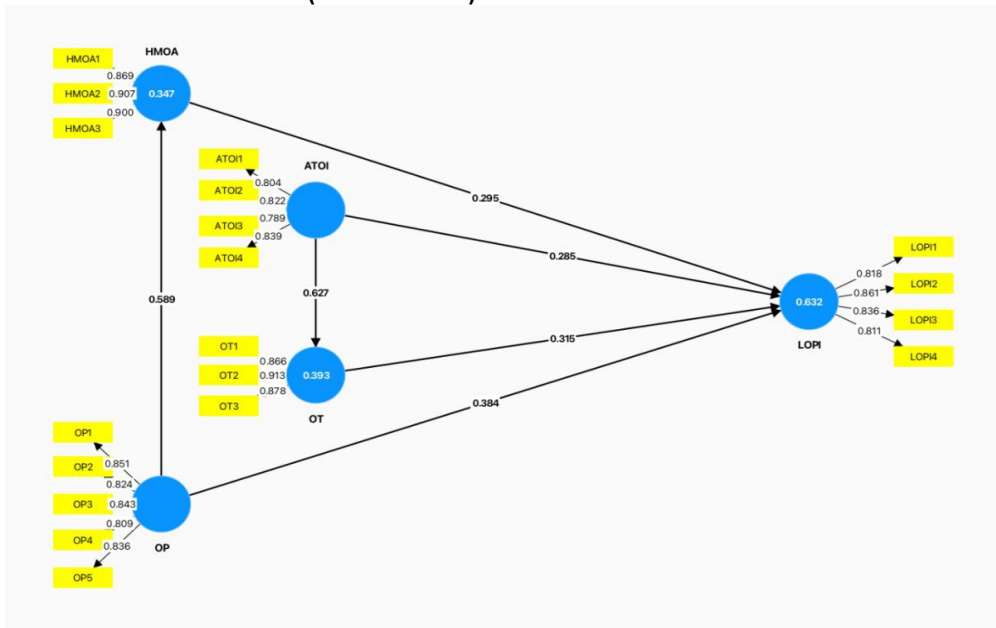 HMOA
HMOA1
0.869
HMOA2
0.907
0.347
0.900
HMOA3
ATOI
ATOI1
0.804
ATOI2
0.822
0.789
ATOI3
0.839
ATOI4
0.295
0.285
0.589
0.627
LOPI1
0.818
LOPI2
0.861
0.632
0.836
LOPI3
0.811
LOPI
LOPI4
OT1
0.866
OT2
0.913
0.393
0.878
OT3
OT
0.315
0.384
OP1
0.851
OP2
0.824
OP3
0.843
0.809
OP4
0.836
OP
OP5